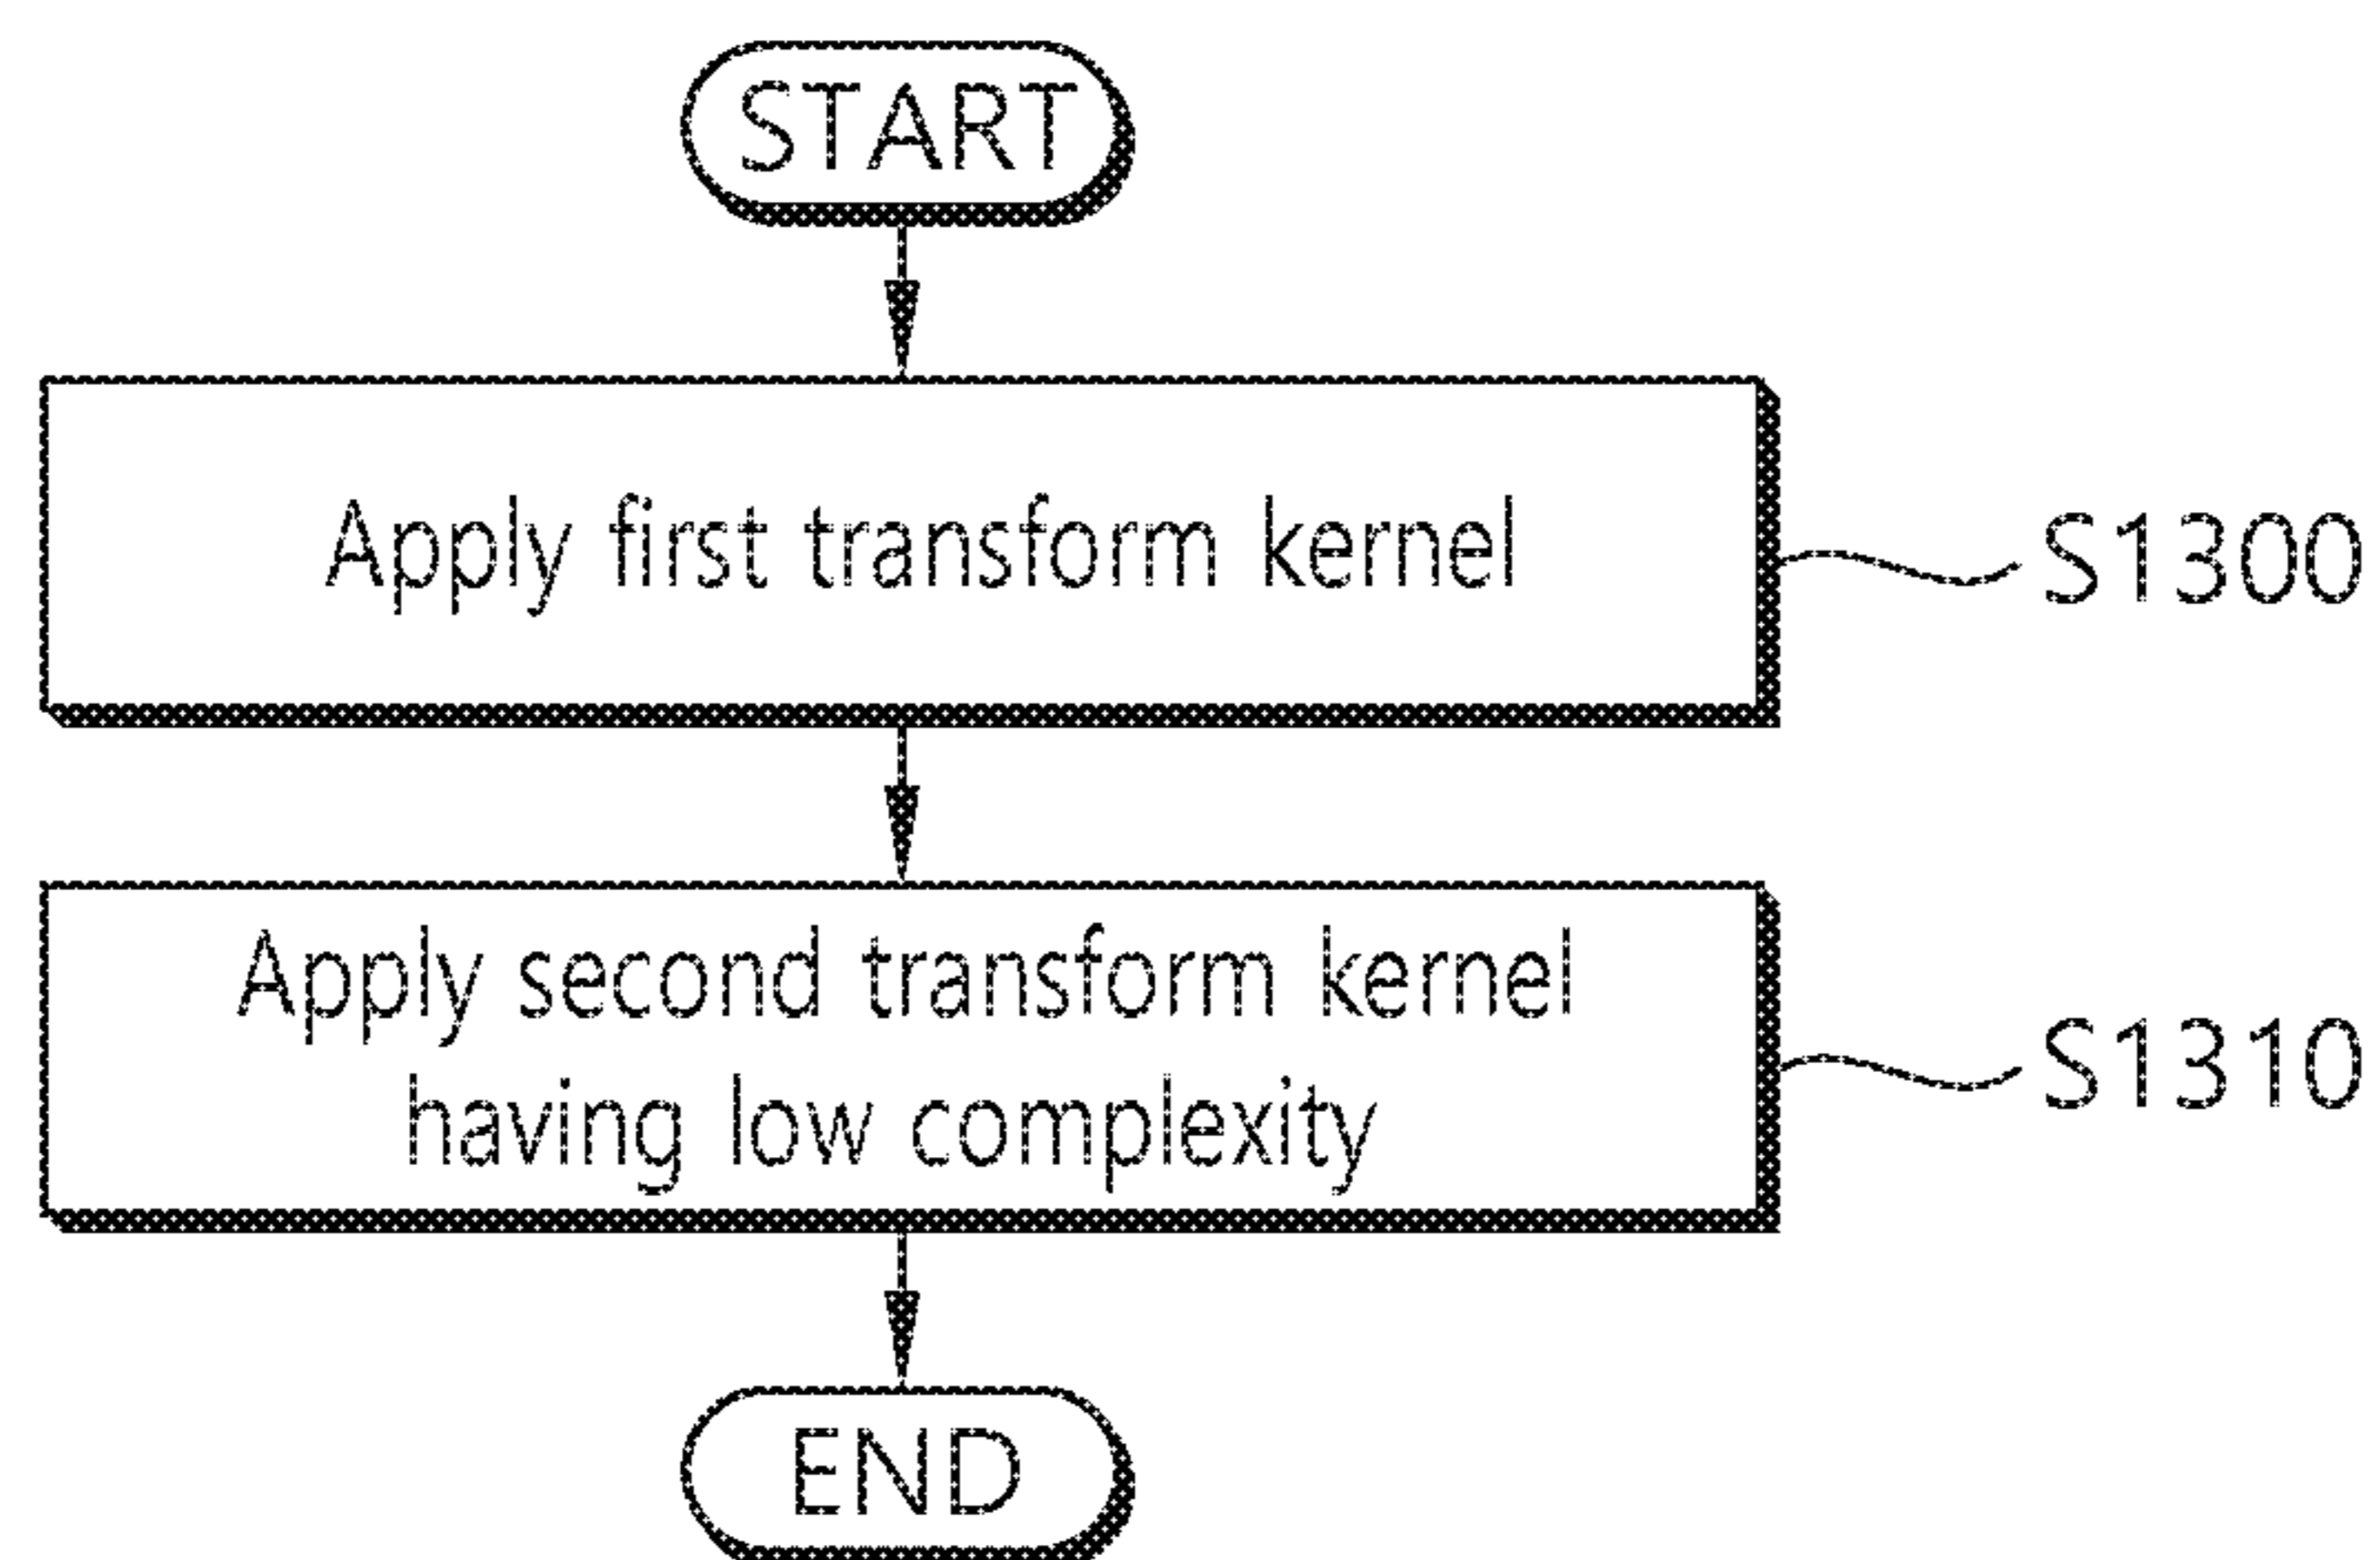 START
Apply first transform kernel
S1300
Apply second transform kernel
having low complexity
S1310
END